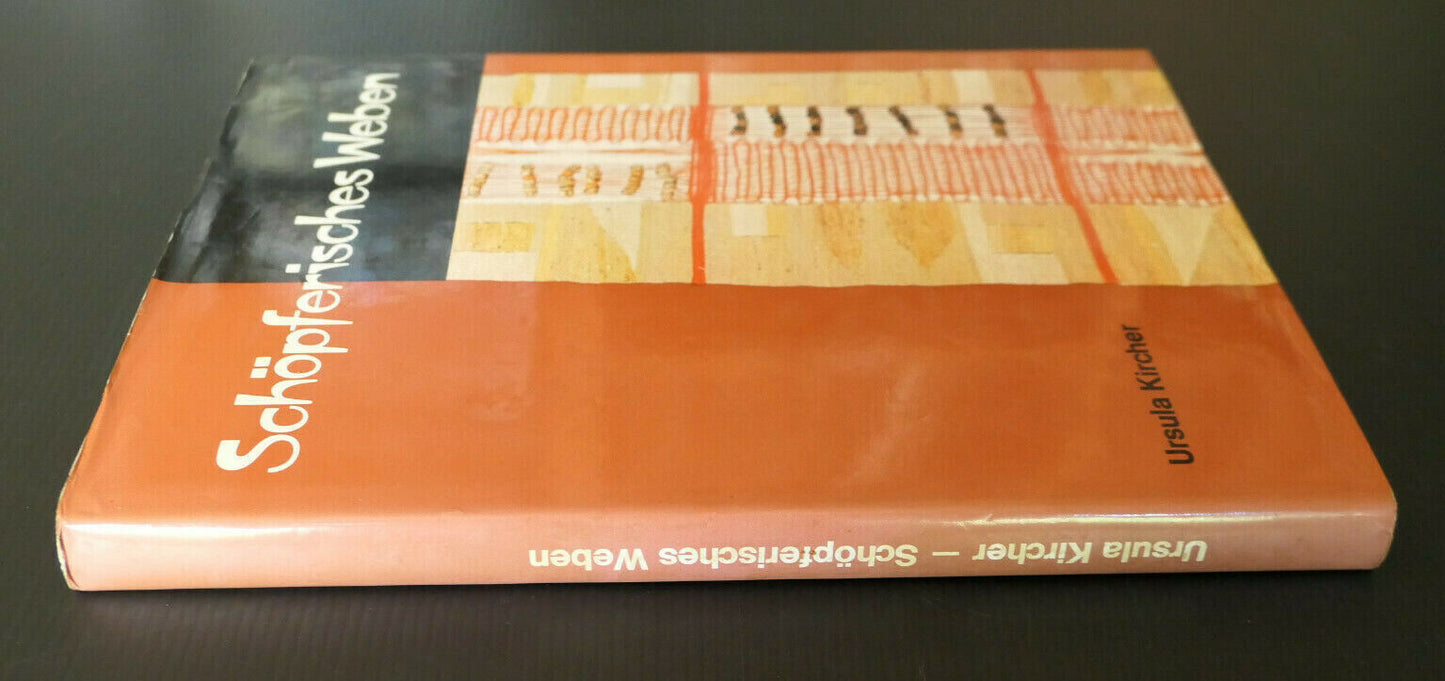 Schöpferisches Weben
Ursula Kircher
Ursula Kircher – Schöpferisches Weben